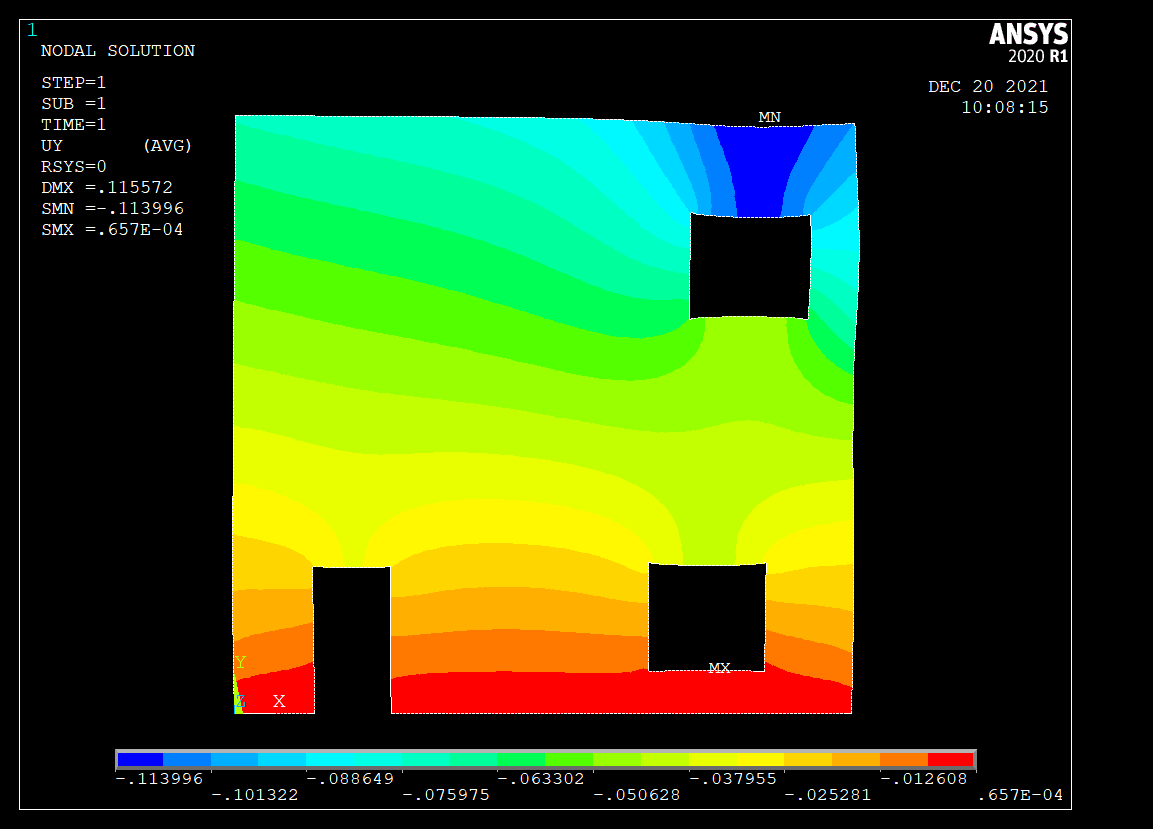 1
ANSYS
2020 R1
NODAL SOLUTION
STEP=1
SUB =1
TIME=1
UY (AVG)
RSYS=0
DMX =.115572
SMN =-.113996
SMX =.657E-04
DEC 20 2021
10:08:15
MN
MX
Y
Z X
-.113996 -.088649 -.063302 -.037955 -.012608
-.101322 -.075975 -.050628 -.025281 .657E-04